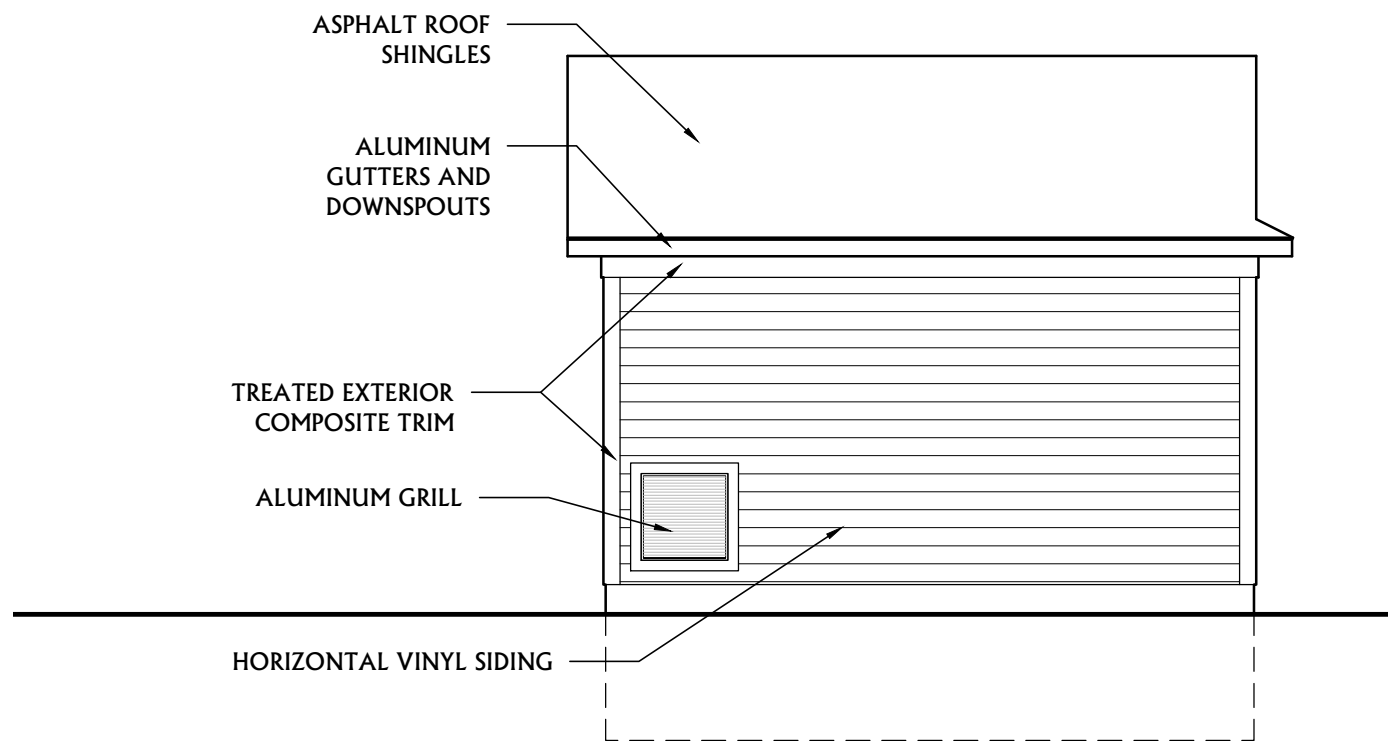 ASPHALT ROOF
SHINGLES
ALUMINUM
GUTTERS AND
DOWNSPOUTS
TREATED EXTERIOR
COMPOSITE TRIM
ALUMINUM GRILL
HORIZONTAL VINYL SIDING